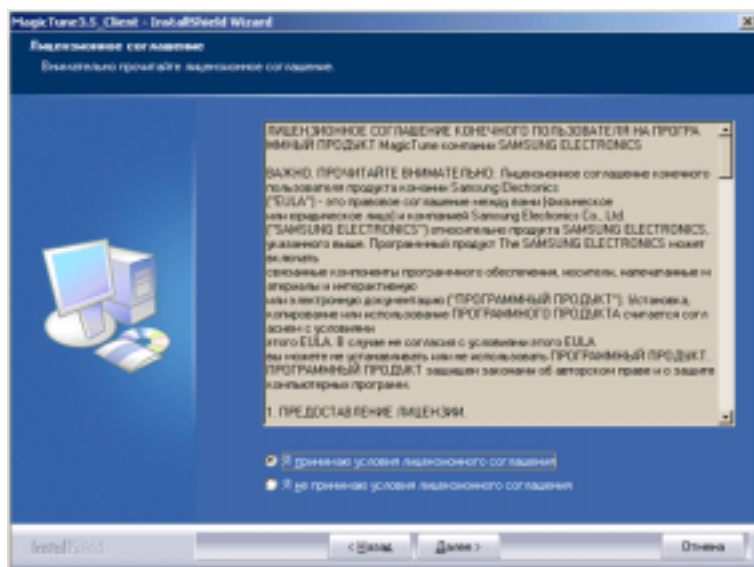 MagicTune3.5_Client - InstallShield Wizard
Лицензионное соглашение
Внимательно прочитайте лицензионное соглашение.
ЛИЦЕНЗИОННОЕ СОГЛАШЕНИЕ КОНЕЧНОГО ПОЛЬЗОВАТЕЛЯ НА ПРОГРА
ММНЫЙ ПРОДУКТ MagicTune компании SAMSUNG ELECTRONICS
ВАЖНО, ПРОЧИТАЙТЕ ВНИМАТЕЛЬНО: Лицензионное соглашение конечного
пользователя продукта компании Samsung Electronics
("EULA") - это правовое соглашение между вами (физическое
или юридическое лицо) и компанией Samsung Electronics Co., Ltd.
("SAMSUNG ELECTRONICS") относительно продукта SAMSUNG ELECTRONICS,
указанного выше. Программный продукт The SAMSUNG ELECTRONICS может
включать
связанные компоненты программного обеспечения, носители, напечатанные м
атериалы и интерактивную
или электронную документацию ("ПРОГРАММНЫЙ ПРОДУКТ"). Установка,
копирование или использование ПРОГРАММНОГО ПРОДУКТА считается согл
асием с условиями
этого EULA. В случае не согласия с условиями этого EULA
вы можете не устанавливать или не использовать ПРОГРАММНЫЙ ПРОДУКТ.
ПРОГРАММНЫЙ ПРОДУКТ защищен законами об авторском праве и о защите
компьютерных программ.
1. ПРЕДОСТАВЛЕНИЕ ЛИЦЕНЗИИ.
Я принимаю условия лицензионного соглашения
Я не принимаю условия лицензионного соглашения
InstallShield
< Назад
Далее >
Отмена